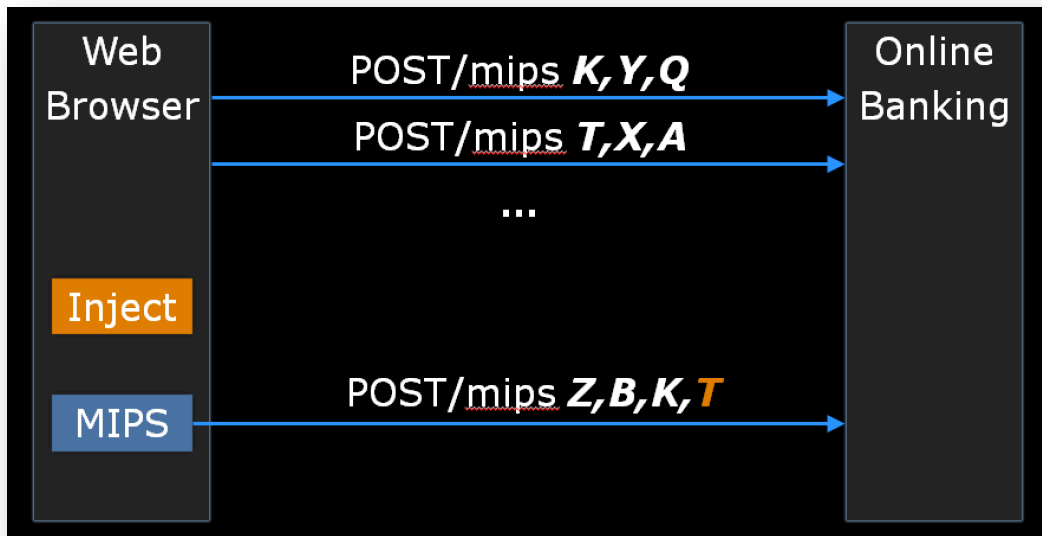 Web
Browser
POST/mips K,Y,Q
Online
Banking
POST/mips T,X,A
...
Inject
POST/mips Z,B,K,T
MIPS